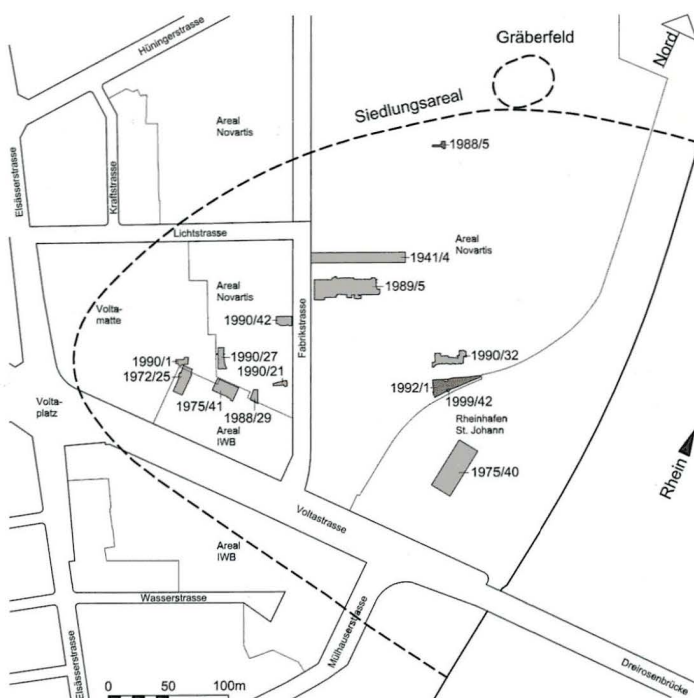 Hüningerstrasse
Gräberfeld
Nord
Siedlungsareal
Areal
Novartis
Elsässerstrasse
Kraftstrasse
1988/5
Lichtstrasse
Areal
Novartis
1941/4
Areal
Novartis
1989/5
Volta-
matte
1990/42
Fabrikstrasse
1990/1
1990/27
1990/32
1972/25
1990/21
1992/1
1999/42
Volta-
platz
1975/41
1988/29
Areal
IWB
Rheinhafen
St. Johann
1975/40
Rhein
Voltastrasse
Areal
IWB
Wasserstrasse
Mülhauserstrasse
Elsässerstrasse
Dreirosenbrücke
0 50 100m